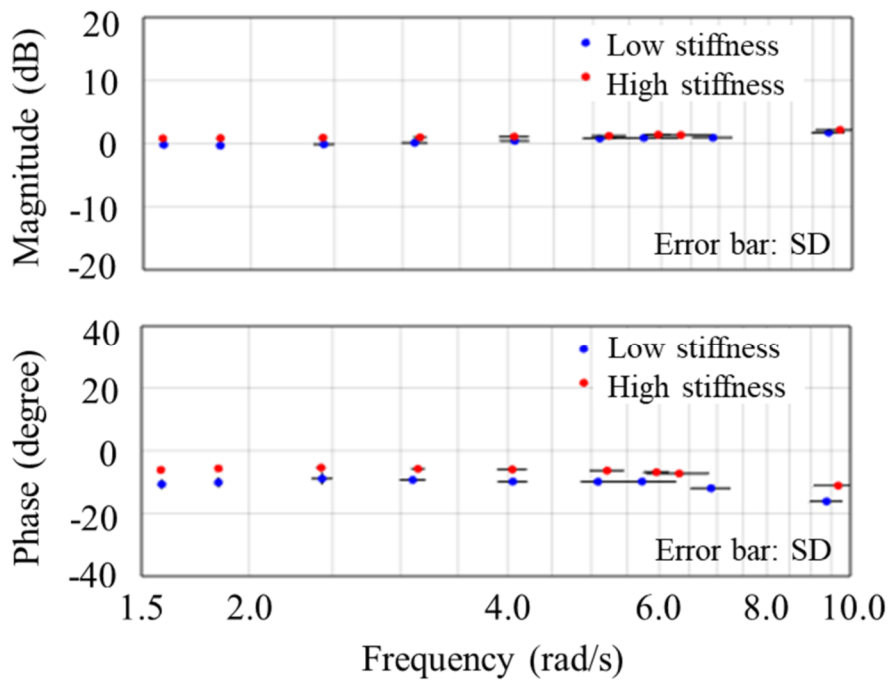 Magnitude (dB)
20
10
0
-10
-20
Low stiffness
High stiffness
Error bar: SD
Phase (degree)
40
20
0
-20
-40
Low stiffness
High stiffness
Error bar: SD
1.5 2.0 4.0 6.0 8.0 10.0
Frequency (rad/s)